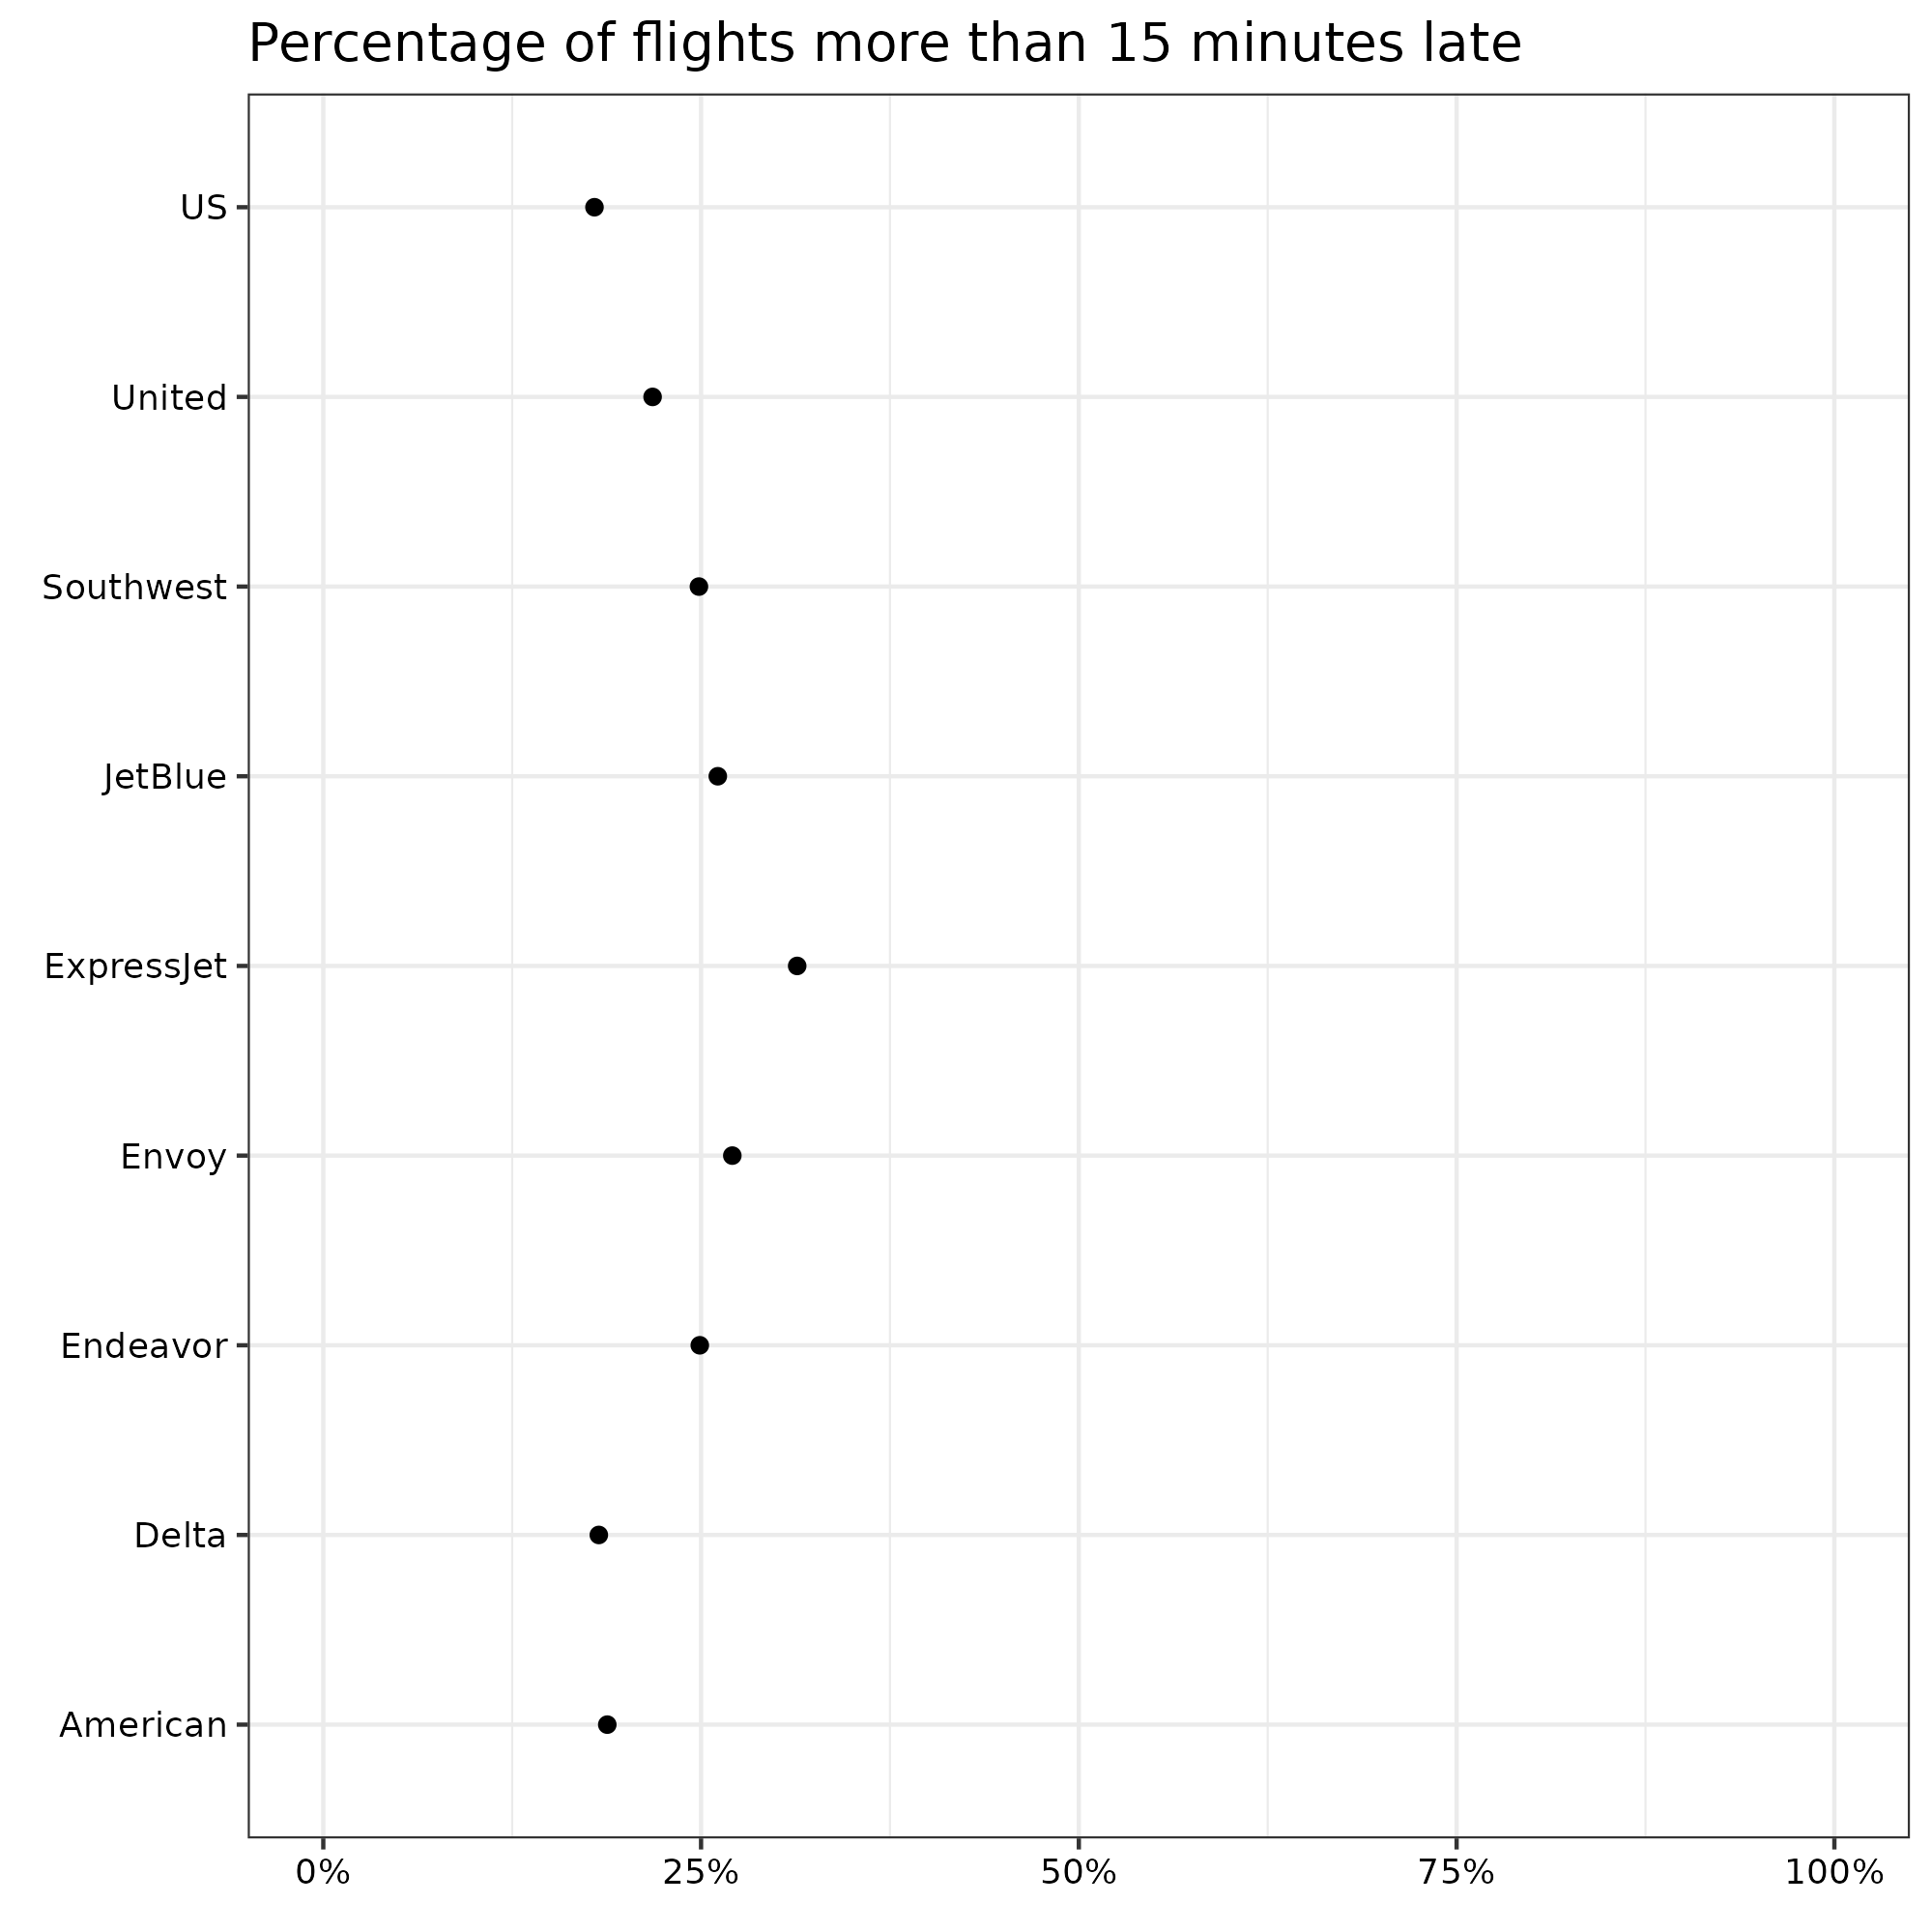 Percentage of flights more than 15 minutes late
US
United
Southwest
JetBlue
ExpressJet
Envoy
Endeavor
Delta
American
0% 25% 50% 75% 100%